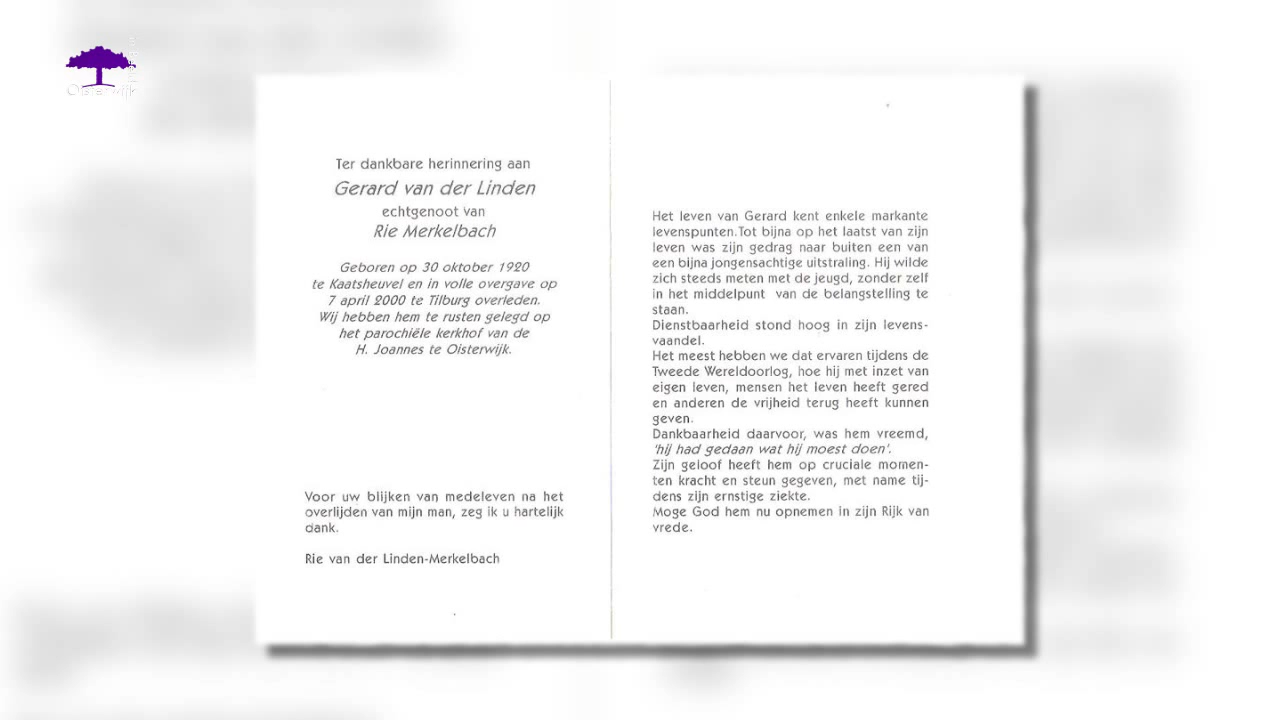 Oisterwijk
Ter dankbare herinnering aan
Gerard van der Linden
echtgenoot van
Rie Merkelbach
Geboren op 30 oktober 1920
te Kaatsheuvel en in volle overgave op
7 april 2000 te Tilburg overleden.
Wij hebben hem te rusten gelegd op
het parochiële kerkhof van de
H. Joannes te Oisterwijk.
Voor uw blijken van medeleven na het
overlijden van mijn man, zeg ik u hartelijk
dank.
Rie van der Linden-Merkelbach
Het leven van Gerard kent enkele markante
levenspunten.Tot bijna op het laatst van zijn
leven was zijn gedrag naar buiten een van
een bijna jongensachtige uitstraling. Hij wilde
zich steeds meten met de jeugd, zonder zelf
in het middelpunt van de belangstelling te
staan.
Dienstbaarheid stond hoog in zijn levens-
vaandel.
Het meest hebben we dat ervaren tijdens de
Tweede Wereldoorlog, hoe hij met inzet van
eigen leven, mensen het leven heeft gered
en anderen de vrijheid terug heeft kunnen
geven.
Dankbaarheid daarvoor, was hem vreemd,
'hij had gedaan wat hij moest doen'.
Zijn geloof heeft hem op cruciale momen-
ten kracht en steun gegeven, met name tij-
dens zijn ernstige ziekte.
Moge God hem nu opnemen in zijn Rijk van
vrede.